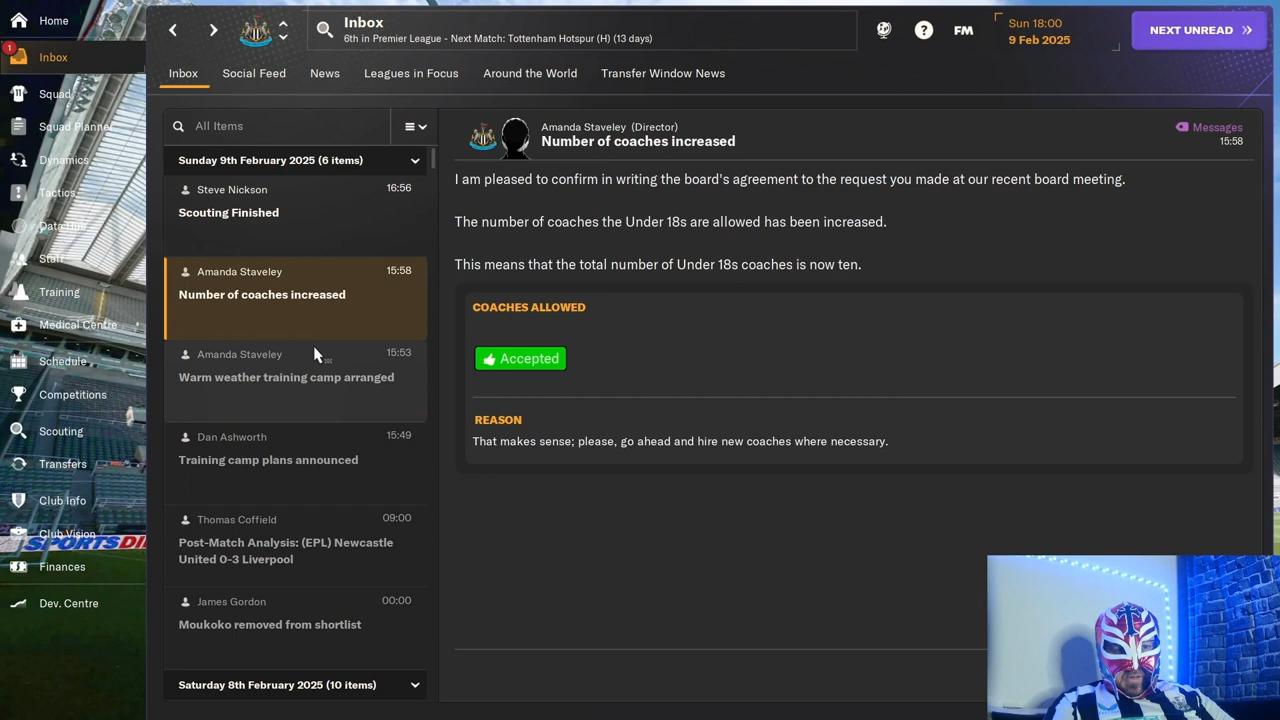 Home
1
Inbox
Squad
Squad Planner
Dynamics
Tactics
Data Hub
Staff
Training
Medical Centre
Schedule
Competitions
Scouting
Transfers
Club Info
Club Vision
SPORTSDI
Finances
Dev. Centre
Inbox
6th in Premier League - Next Match: Tottenham Hotspur (H) (13 days)
?
FM
Sun 18:00
9 Feb 2025
NEXT UNREAD
Inbox
Social Feed
News
Leagues in Focus
Around the World
Transfer Window News
All Items
Sunday 9th February 2025 (6 items)
Steve Nickson 16:56
Scouting Finished
Amanda Staveley 15:58
Number of coaches increased
Amanda Staveley 15:53
Warm weather training camp arranged
Dan Ashworth 15:49
Training camp plans announced
Thomas Coffield 09:00
Post-Match Analysis: (EPL) Newcastle
United 0-3 Liverpool
James Gordon 00:00
Moukoko removed from shortlist
Saturday 8th February 2025 (10 items)
Amanda Staveley (Director)
Number of coaches increased
Messages
15:58
I am pleased to confirm in writing the board's agreement to the request you made at our recent board meeting.
The number of coaches the Under 18s are allowed has been increased.
This means that the total number of Under 18s coaches is now ten.
COACHES ALLOWED
Accepted
REASON
That makes sense; please, go ahead and hire new coaches where necessary.